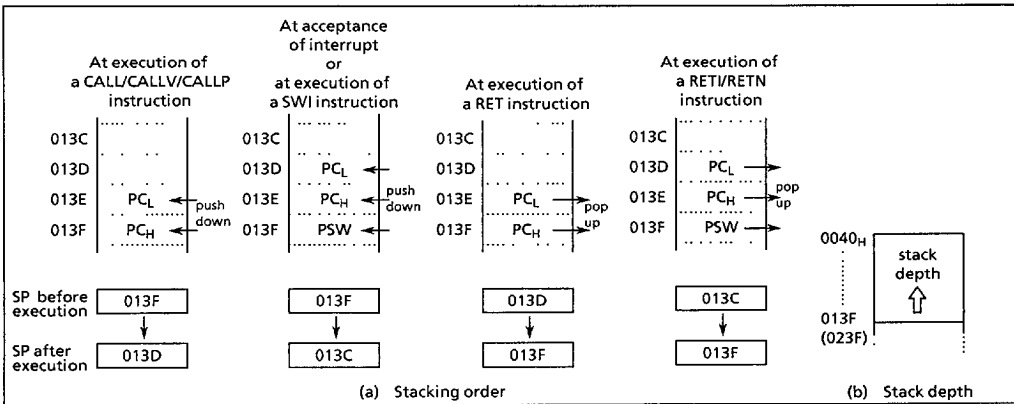 At execution of
a CALL/CALLV/CALLP
instruction
013C
013D
013E PCL push
down
013F PCH
At acceptance
of interrupt
or
at execution of
a SWI instruction
013C
013D PCL
013E PCH push
down
013F PSW
At execution of
a RET instruction
013C
013D
013E PCL pop
up
013F PCH
At execution of
a RETI/RETN
instruction
013C
013D PCL
013E PCH pop
up
013F PSW
0040H
stack
depth
013F
(023F)
SP before
execution
013F 013F 013D 013C
SP after
execution
013D 013C 013F 013F
(a) Stacking order
(b) Stack depth